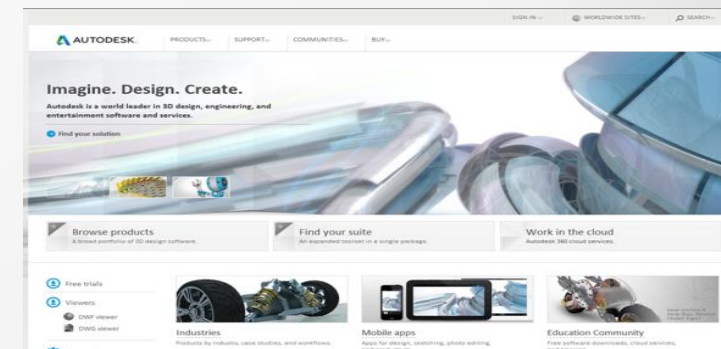 SIGN IN
WORLDWIDE SITES
SEARCH
AUTODESK.
PRODUCTS
SUPPORT
COMMUNITIES
BUY
Imagine. Design. Create.
Autodesk is a world leader in 3D design, engineering, and
entertainment software and services.
Find your solution
Browse products
A broad portfolio of 3D design software.
Find your suite
An expanded toolset in a single package.
Work in the cloud
Autodesk 360 cloud services.
Free trials
Viewers
DWF viewer
DWG viewer
Industries
Products by industry, case studies, and workflows.
Mobile apps
Apps for design, sketching, photo editing,
Education Community
Free software downloads, cloud services,